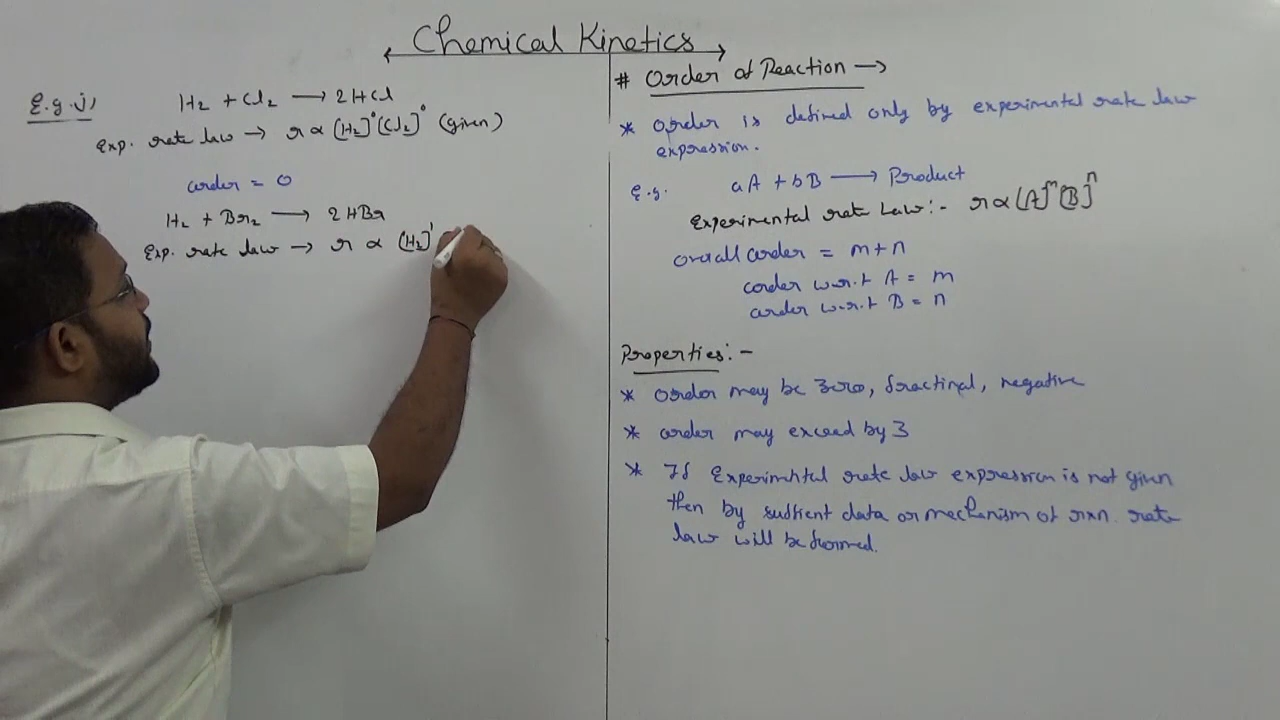 Chemical Kinetics
E.g. 1)
H₂ + Cl₂ → 2HCl
Exp. rate law → r ∝ [H₂]⁰ [Cl₂]⁰ (given)
order = 0
H₂ + Br₂ → 2HBr
Exp. rate law → r ∝ [H₂]¹
# Order of Reaction →
* Order is defined only by experimental rate law
expression.
E.g. aA + bB → Product
Experimental rate Law:- r ∝ [A]ᵐ [B]ⁿ
overall order = m+n
order w.r.t A = m
order w.r.t B = n
Properties:-
* Order may be zero, fractinal, negative
* order may exceed by 3
* If Experimental rate law expression is not given
then by suffient data or mechanism of rxn. rate
law will be formed.